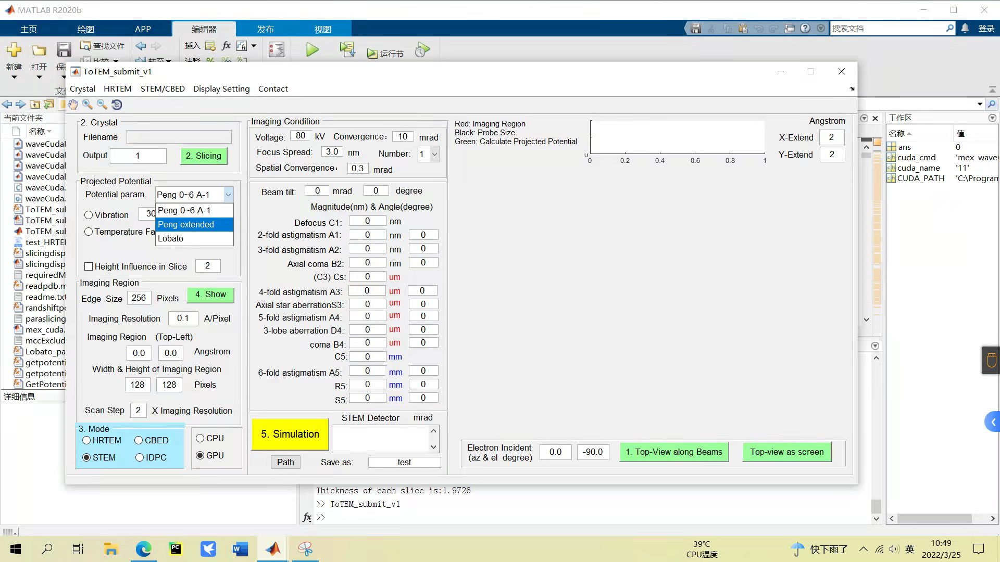 MATLAB R2020b
主页 绘图 APP 编辑器 发布 视图
搜索文档
登录
查找文件
插入
新建 打开
运行节
ToTEM_submit_v1
Crystal HRTEM STEM/CBED Display Setting Contact
当前文件夹
名称
waveCudal
waveCudal
waveCudal
waveCudal
waveCuda.
waveCuda.
ToTEM_sul
ToTEM_sul
ToTEM_sul
test_HRTEI
slicingdisp
slicingdisp
requiredM
readpdb.m
readme.txt
randshiftpo
paraslicing
mex_cuda.
mccExclud
Lobato_pa
getpotenti
getpotenti
GetPotenti
详细信息
2. Crystal
Filename
Output 1 2. Slicing
Projected Potential
Potential param. Peng 0~6 A-1
Peng 0~6 A-1
Peng extended
Lobato
Vibration 30
Temperature Fa
Height Influence in Slice 2
Imaging Region
Edge Size 256 Pixels 4. Show
Imaging Resolution 0.1 A/Pixel
Imaging Region (Top-Left)
0.0 0.0 Angstrom
Width & Height of Imaging Region
128 128 Pixels
Scan Step 2 X Imaging Resolution
3. Mode
HRTEM CBED
STEM IDPC
CPU
GPU
Imaging Condition
Voltage: 80 kV Convergence： 10 mrad
Focus Spread: 3.0 nm Number: 1
Spatial Convergence： 0.3 mrad
Beam tilt: 0 mrad 0 degree
Magnitude(nm) & Angle(degree)
Defocus C1: 0 nm
2-fold astigmatism A1: 0 nm 0
3-fold astigmatism A2: 0 nm 0
Axial coma B2: 0 nm 0
(C3) Cs: 0 um
4-fold astigmatism A3: 0 um 0
Axial star aberrationS3: 0 um 0
5-fold astigmatism A4: 0 um 0
3-lobe aberration D4: 0 um 0
coma B4: 0 um 0
C5: 0 mm
6-fold astigmatism A5: 0 mm 0
R5: 0 mm 0
S5: 0 mm 0
5. Simulation
STEM Detector mrad
Path Save as: test
Red: Imaging Region
Black: Probe Size
Green: Calculate Projected Potential
0
0 0.2 0.4 0.6 0.8 1
Angstrom
X-Extend 2
Y-Extend 2
Electron Incident
(az & el degree)
0.0 -90.0
1. Top-View along Beams
Top-view as screen
工作区
名称 值
ans 0
cuda_cmd 'mex wave
cuda_name '11'
CUDA_PATH 'C:\Program
Thickness of each slice is:1.9726
>> ToTEM_submit_v1
fx >>
39℃
CPU温度
快下雨了
英
10:49
2022/3/25